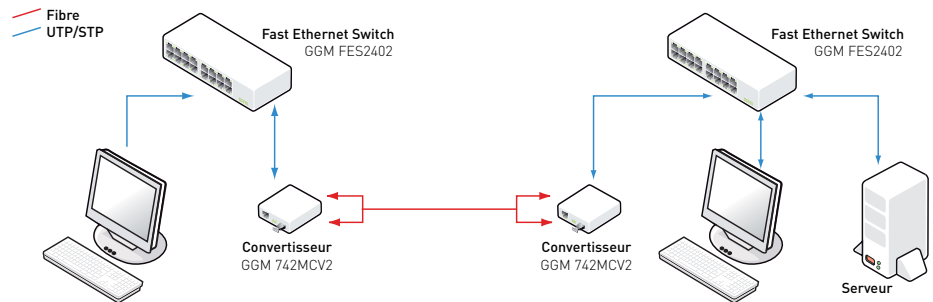 Fibre
UTP/STP
Fast Ethernet Switch
GGM FES2402
Fast Ethernet Switch
GGM FES2402
Convertisseur
GGM 742MCV2
Convertisseur
GGM 742MCV2
Serveur